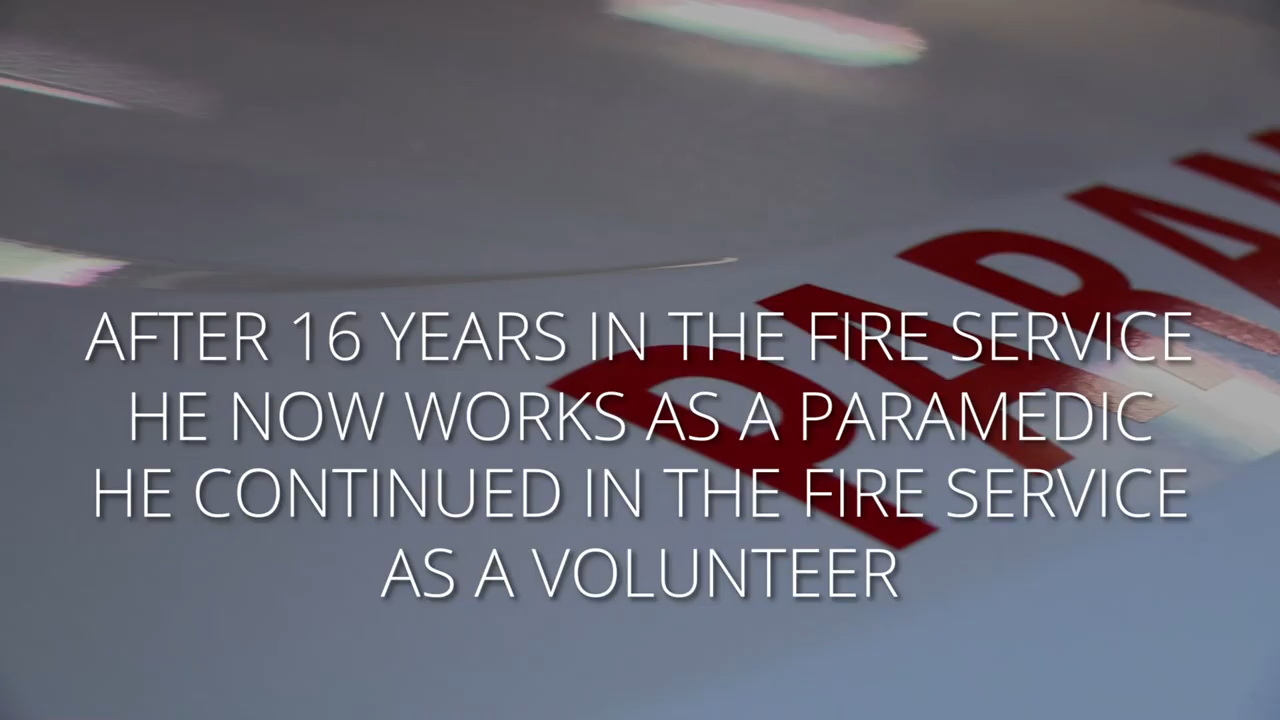 AFTER 16 YEARS IN THE FIRE SERVICE
HE NOW WORKS AS A PARAMEDIC
HE CONTINUED IN THE FIRE SERVICE
AS A VOLUNTEER
PARAM